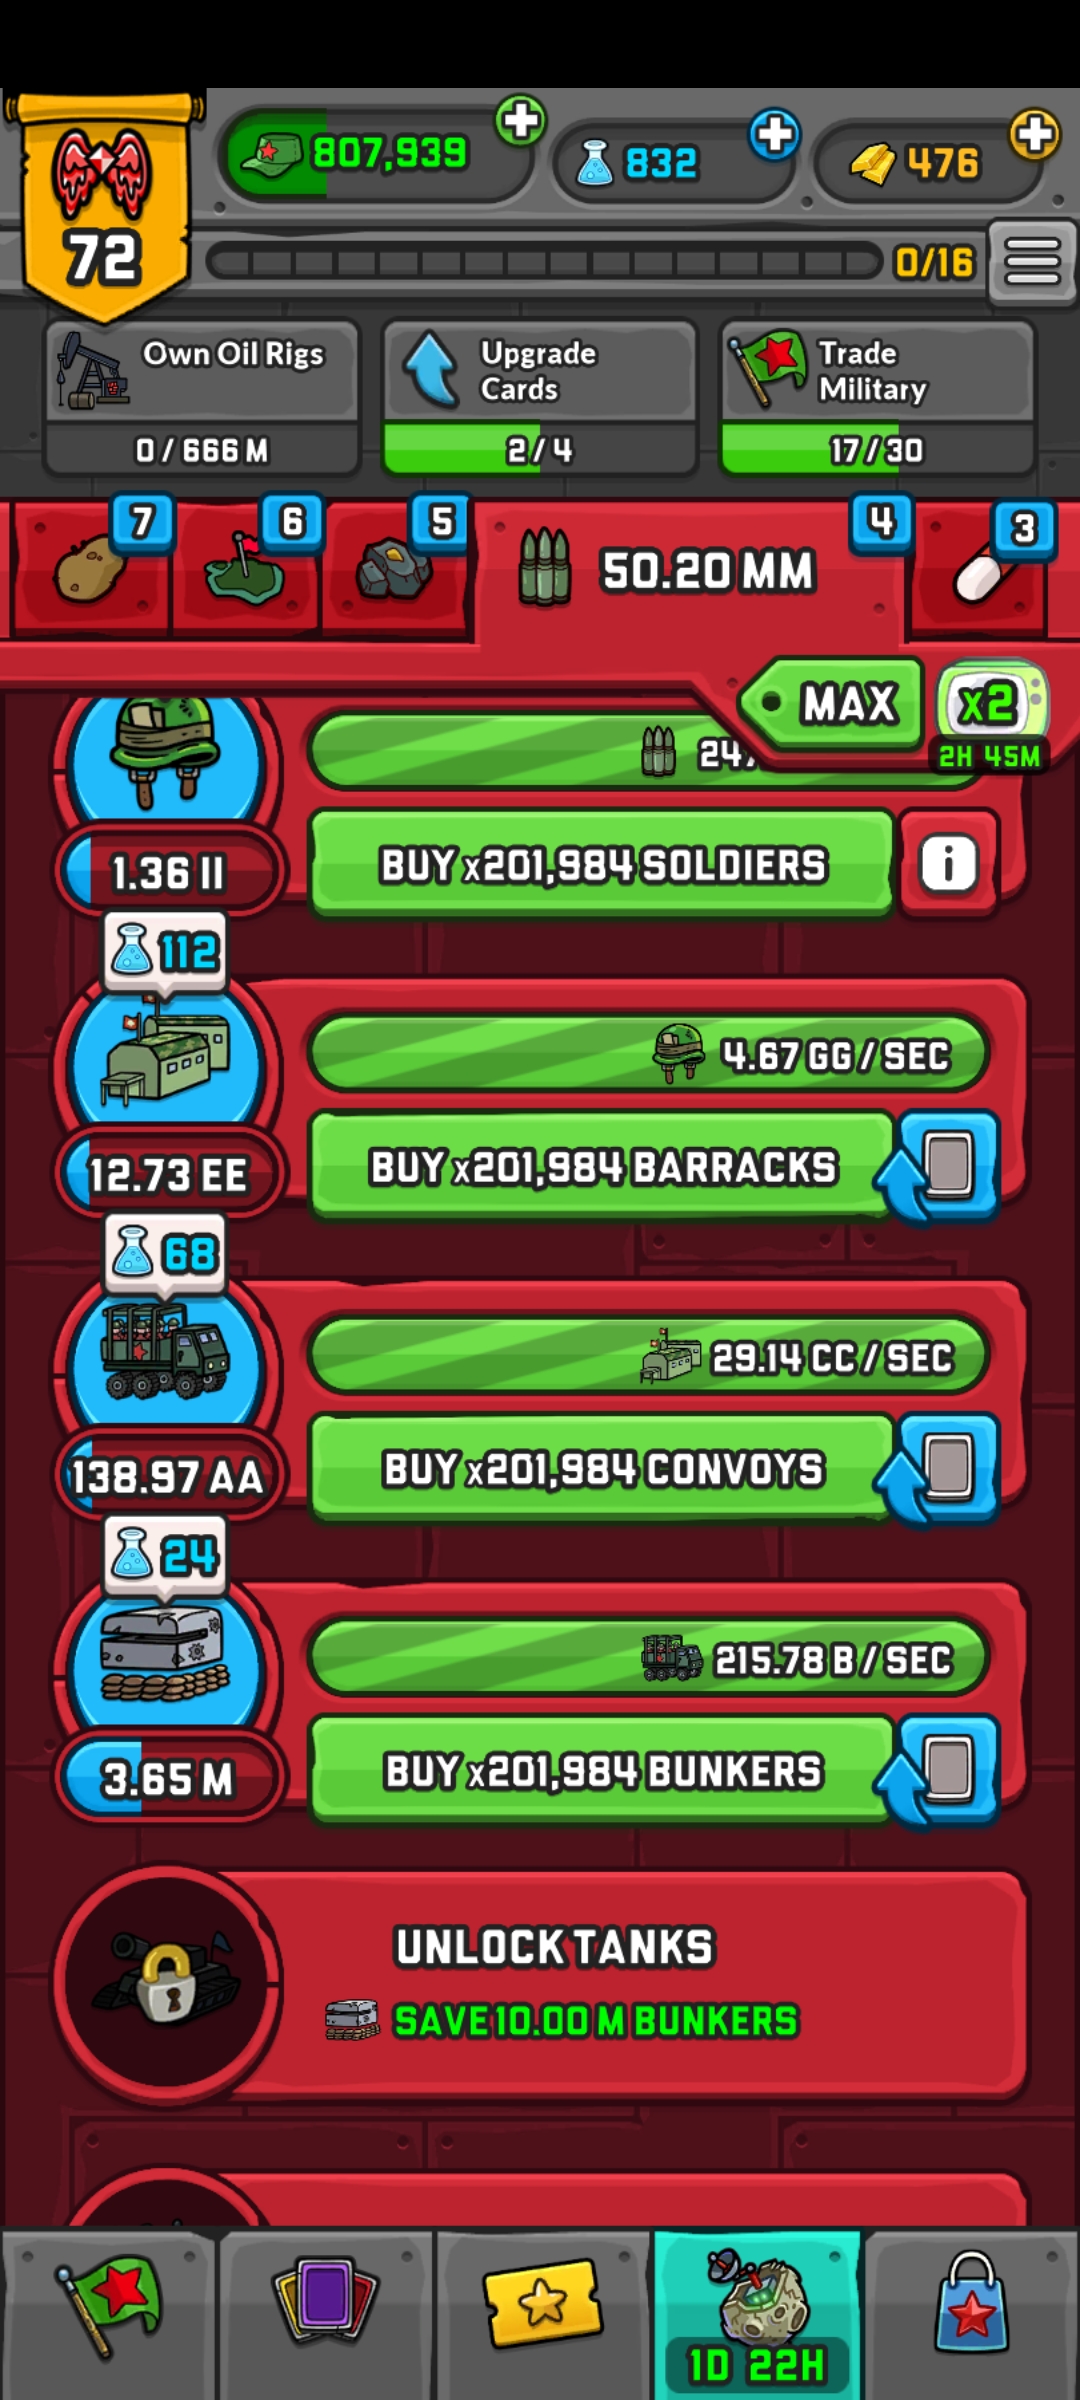 72
807,939
832
476
0/16
Own Oil Rigs
0 / 666 M
Upgrade
Cards
2 / 4
Trade
Military
17 / 30
7
6
5
50.20 MM
4
3
MAX
x2
2H 45M
1.36 II
BUY x201,984 SOLDIERS
i
112
4.67 GG / SEC
12.73 EE
BUY x201,984 BARRACKS
68
29.14 CC / SEC
138.97 AA
BUY x201,984 CONVOYS
24
215.78 B / SEC
3.65 M
BUY x201,984 BUNKERS
UNLOCK TANKS
SAVE 10.00 M BUNKERS
1D 22H